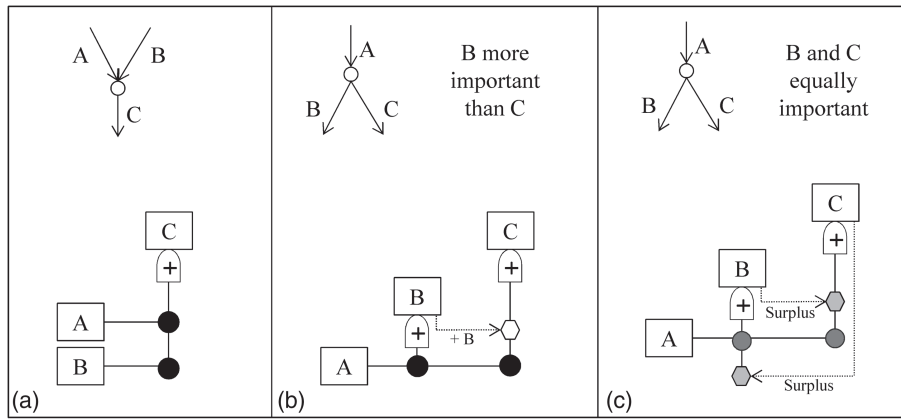 A
B
C
C
+
A
B
(a)
A
B
C
B more
important
than C
C
+
B
+
+ B
A
(b)
A
B
C
B and C
equally
important
C
+
B
+
Surplus
A
Surplus
(c)